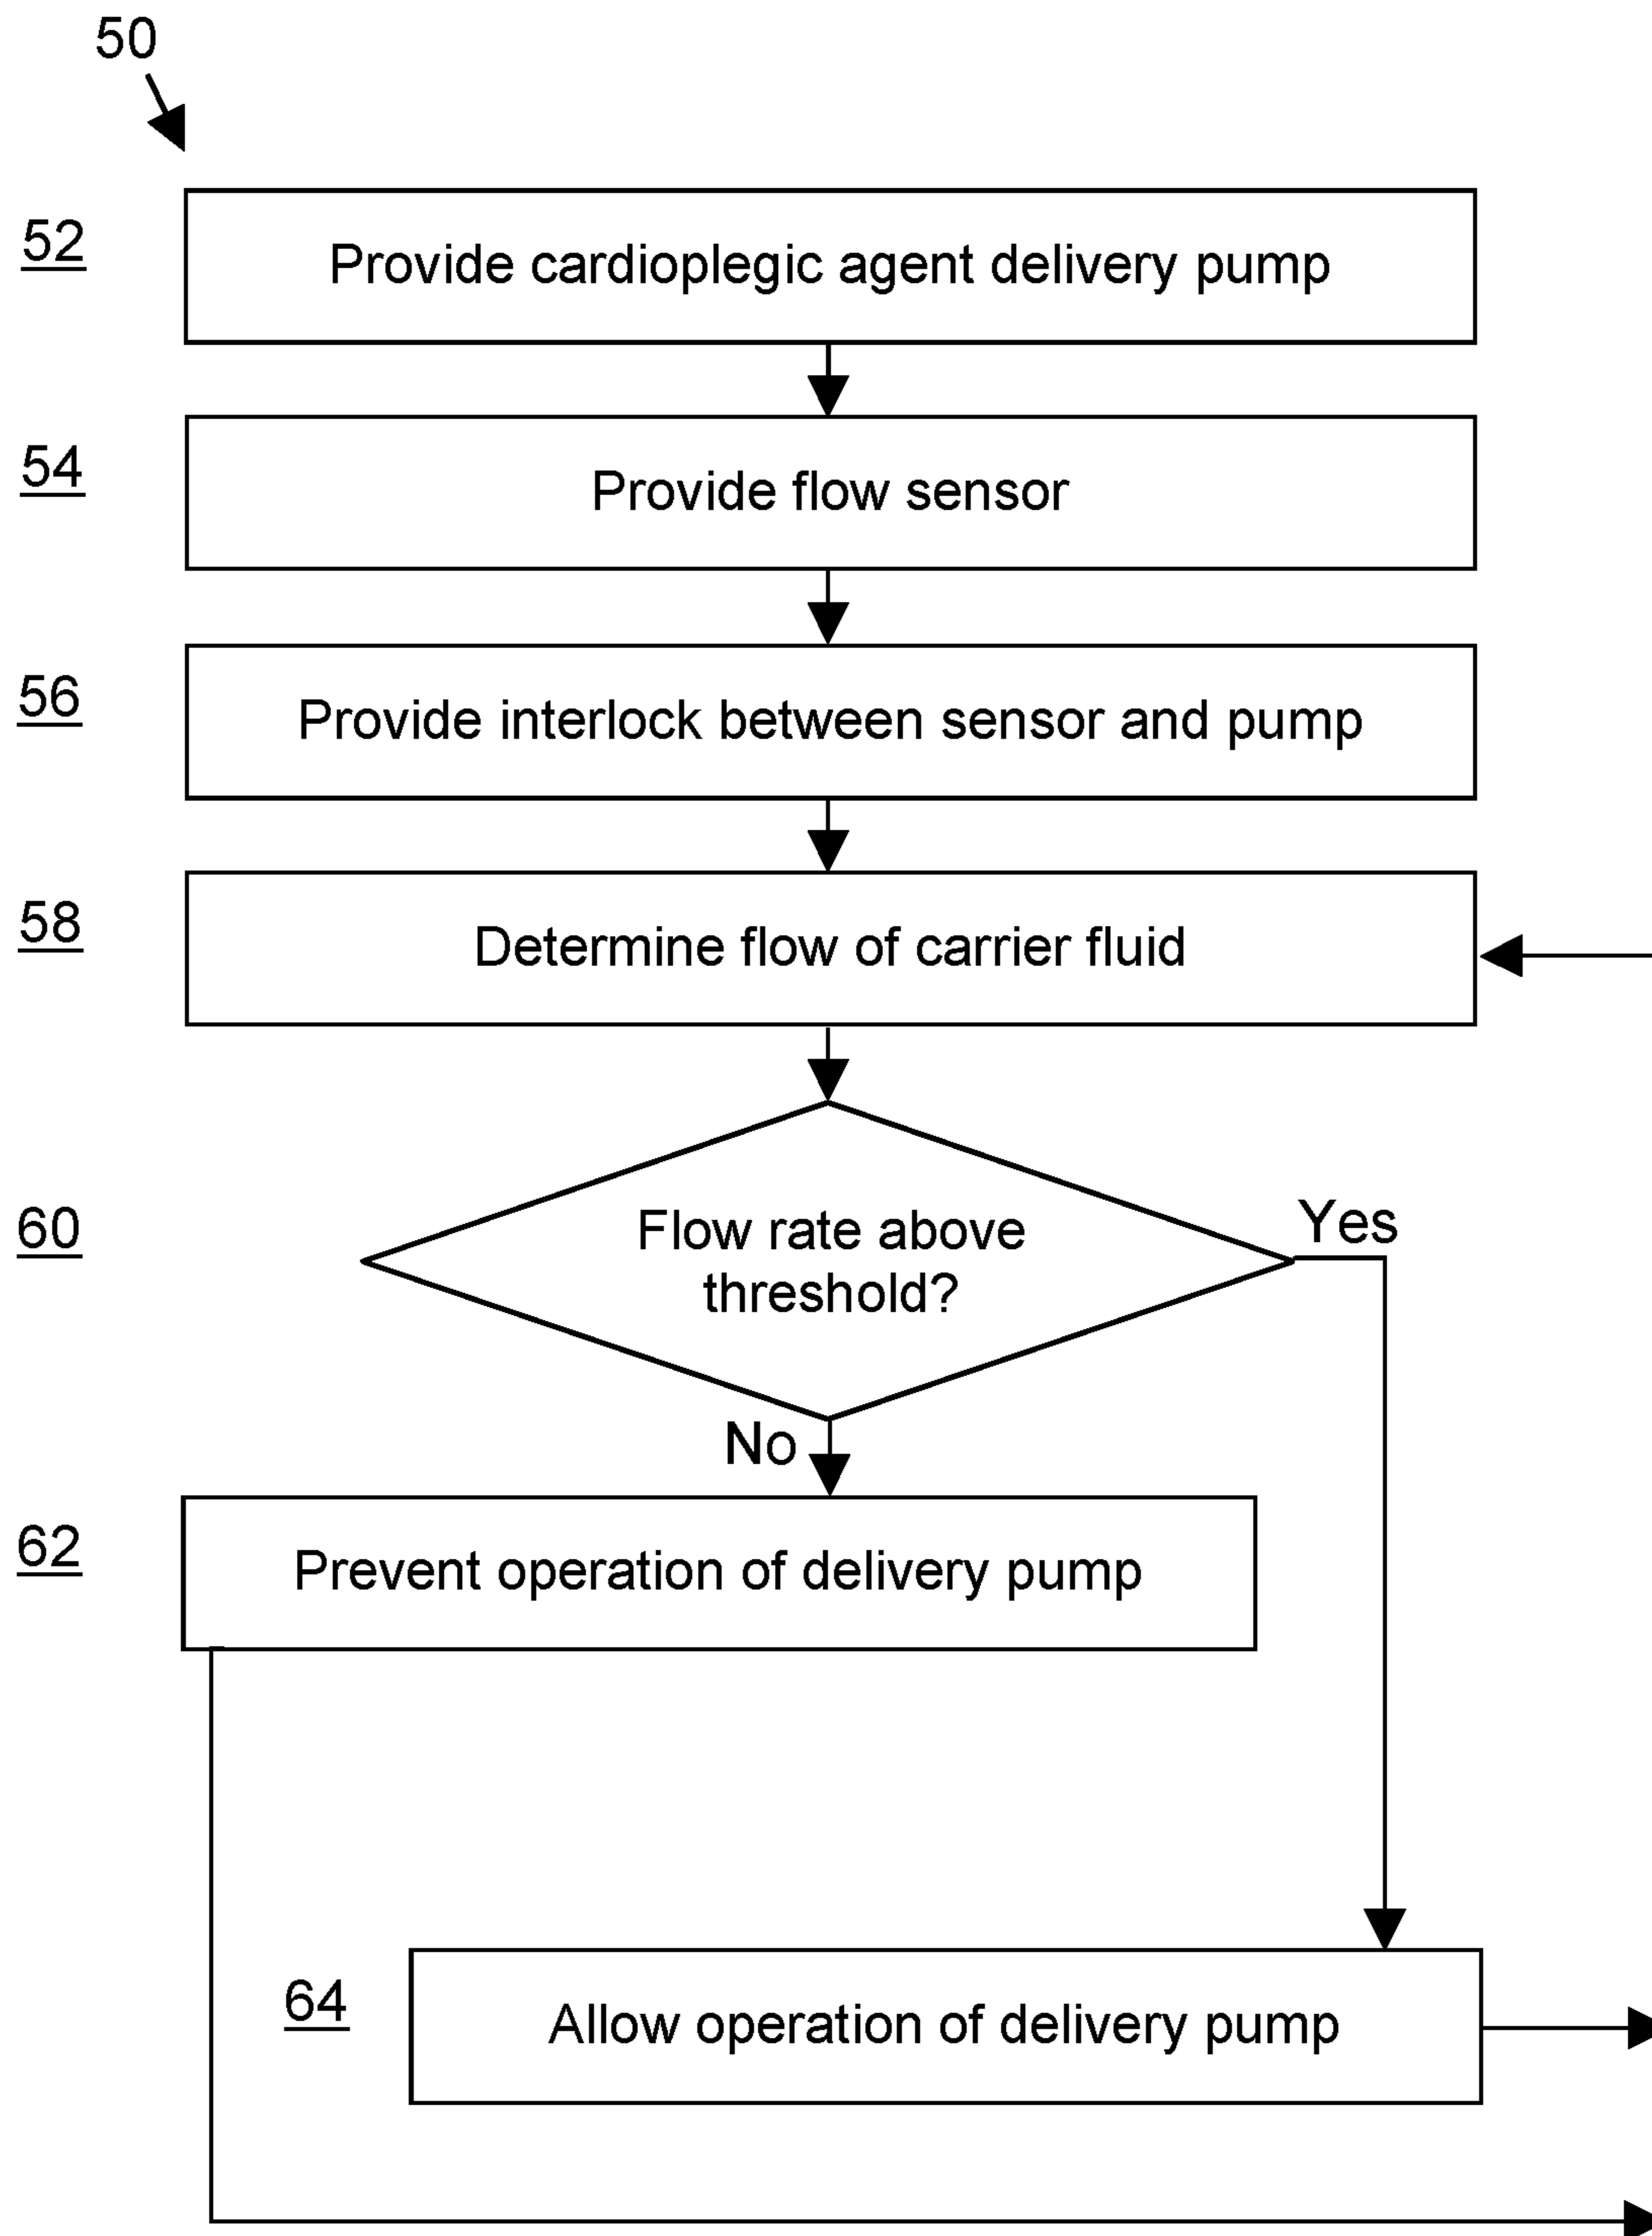 50
52
Provide cardioplegic agent delivery pump
54
Provide flow sensor
56
Provide interlock between sensor and pump
58
Determine flow of carrier fluid
60
Flow rate above
threshold?
Yes
No
62
Prevent operation of delivery pump
64
Allow operation of delivery pump